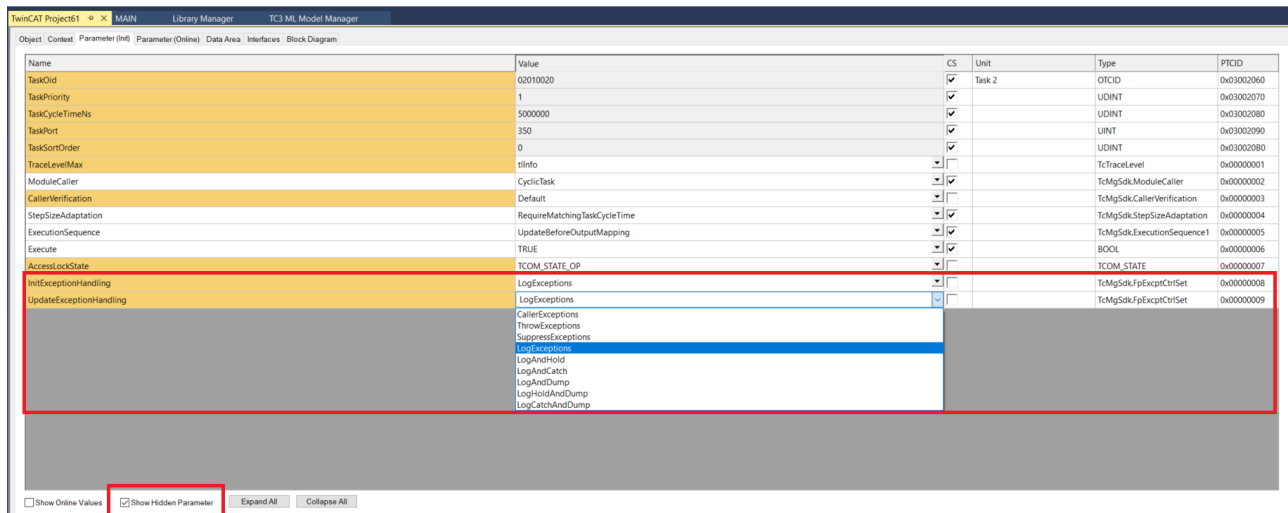 TwinCAT Project61 MAIN Library Manager TC3 ML Model Manager
Object Context Parameter (Init) Parameter (Online) Data Area Interfaces Block Diagram
Name Value CS Unit Type PTCID
TaskOid 02010020 Task 2 OTCID 0x03002060
TaskPriority 1 UDINT 0x03002070
TaskCycleTimeNs 5000000 UDINT 0x03002080
TaskPort 350 UINT 0x03002090
TaskSortOrder 0 UDINT 0x030020B0
TraceLevelMax tlInfo TcTraceLevel 0x00000001
ModuleCaller CyclicTask TcMgSdk.ModuleCaller 0x00000002
CallerVerification Default TcMgSdk.CallerVerification 0x00000003
StepSizeAdaptation RequireMatchingTaskCycleTime TcMgSdk.StepSizeAdaptation 0x00000004
ExecutionSequence UpdateBeforeOutputMapping TcMgSdk.ExecutionSequence1 0x00000005
Execute TRUE BOOL 0x00000006
AccessLockState TCOM_STATE_OP TCOM_STATE 0x00000007
InitExceptionHandling LogExceptions TcMgSdk.FpExcptCtrlSet 0x00000008
UpdateExceptionHandling LogExceptions TcMgSdk.FpExcptCtrlSet 0x00000009
CallerExceptions
ThrowExceptions
SuppressExceptions
LogExceptions
LogAndHold
LogAndCatch
LogAndDump
LogHoldAndDump
LogCatchAndDump
Show Online Values Show Hidden Parameter Expand All Collapse All